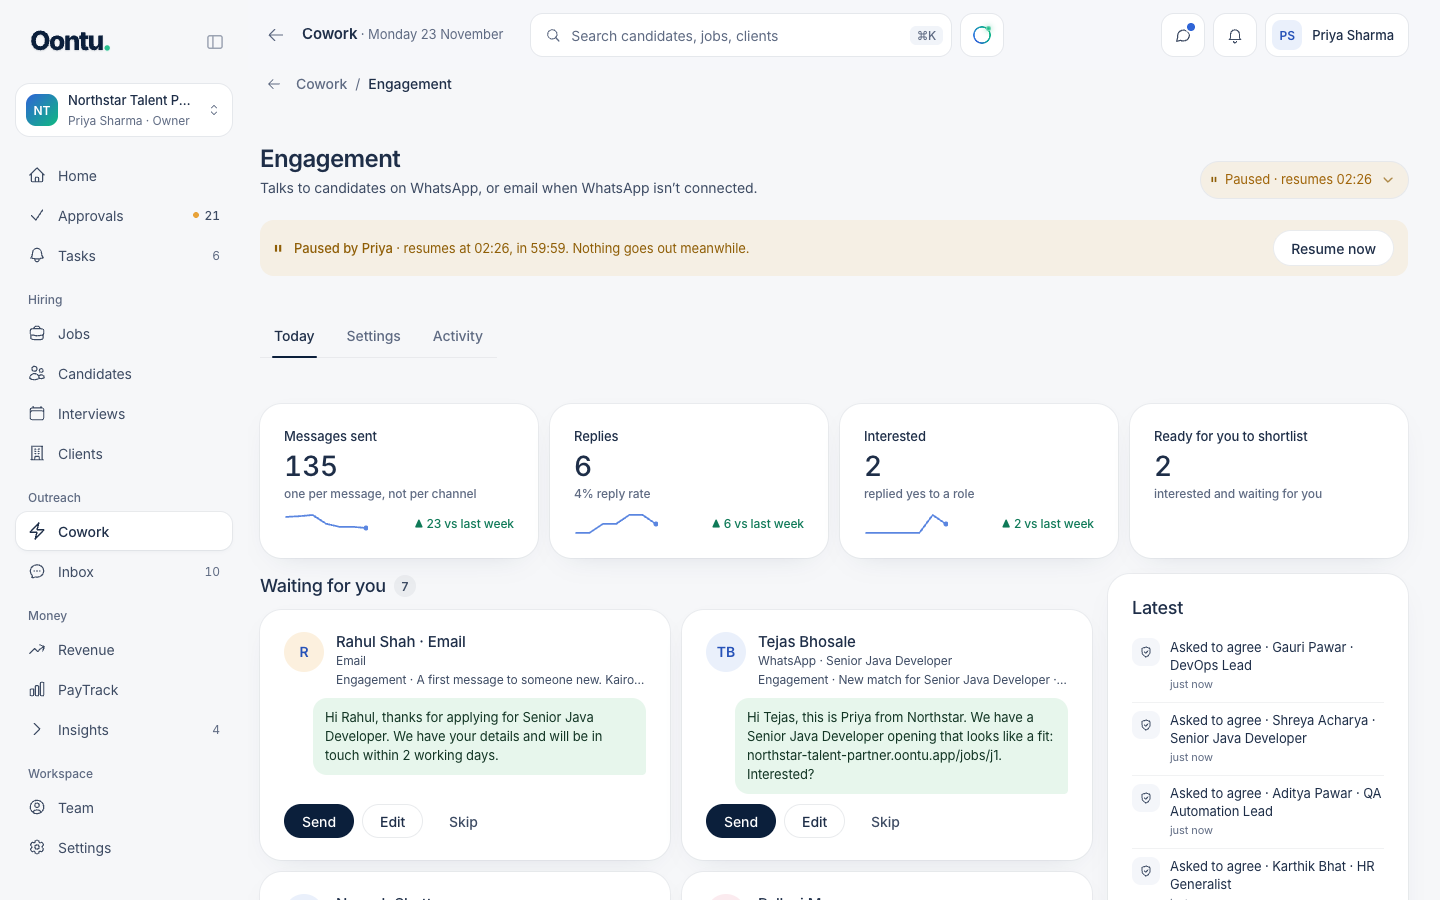 Oontu.
NT
Northstar Talent P...
Priya Sharma · Owner
Home
Approvals
21
Tasks
6
Hiring
Jobs
Candidates
Interviews
Clients
Outreach
Cowork
Inbox
10
Money
Revenue
PayTrack
Insights
4
Workspace
Team
Settings
Cowork · Monday 23 November
Search candidates, jobs, clients
⌘K
PS
Priya Sharma
Cowork / Engagement
Engagement
Talks to candidates on WhatsApp, or email when WhatsApp isn't connected.
Paused · resumes 02:26
Paused by Priya · resumes at 02:26, in 59:59. Nothing goes out meanwhile.
Resume now
Today
Settings
Activity
Messages sent
135
one per message, not per channel
▲ 23 vs last week
Replies
6
4% reply rate
▲ 6 vs last week
Interested
2
replied yes to a role
▲ 2 vs last week
Ready for you to shortlist
2
interested and waiting for you
Waiting for you 7
R
Rahul Shah · Email
Email
Engagement · A first message to someone new. Kairo...
Hi Rahul, thanks for applying for Senior Java
Developer. We have your details and will be in
touch within 2 working days.
Send
Edit
Skip
TB
Tejas Bhosale
WhatsApp · Senior Java Developer
Engagement · New match for Senior Java Developer ·...
Hi Tejas, this is Priya from Northstar. We have a
Senior Java Developer opening that looks like a fit:
northstar-talent-partner.oontu.app/jobs/j1.
Interested?
Send
Edit
Skip
Latest
Asked to agree · Gauri Pawar ·
DevOps Lead
just now
Asked to agree · Shreya Acharya ·
Senior Java Developer
just now
Asked to agree · Aditya Pawar · QA
Automation Lead
just now
Asked to agree · Karthik Bhat · HR
Generalist